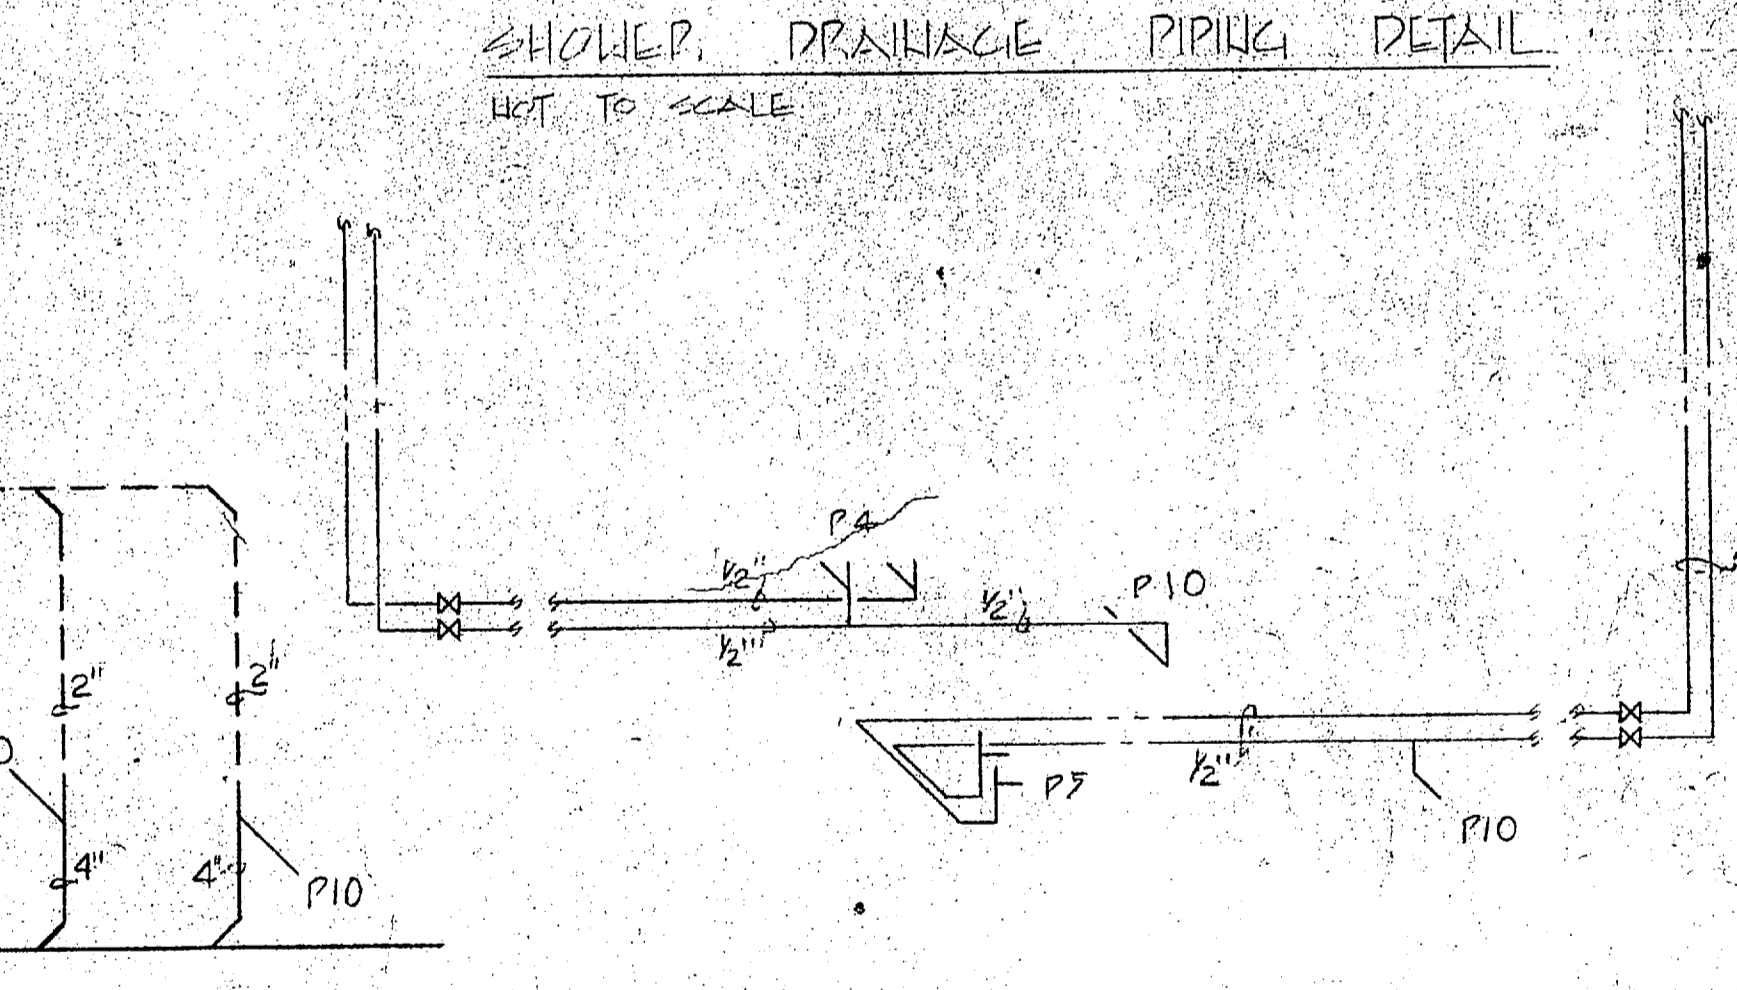 SHOWER DRAINAGE PIPING DETAIL
NOT TO SCALE
P4
1/2"
1/2"
P10
1/2"
2"
2"
1/2"
P5
P10
4"
4"
P10